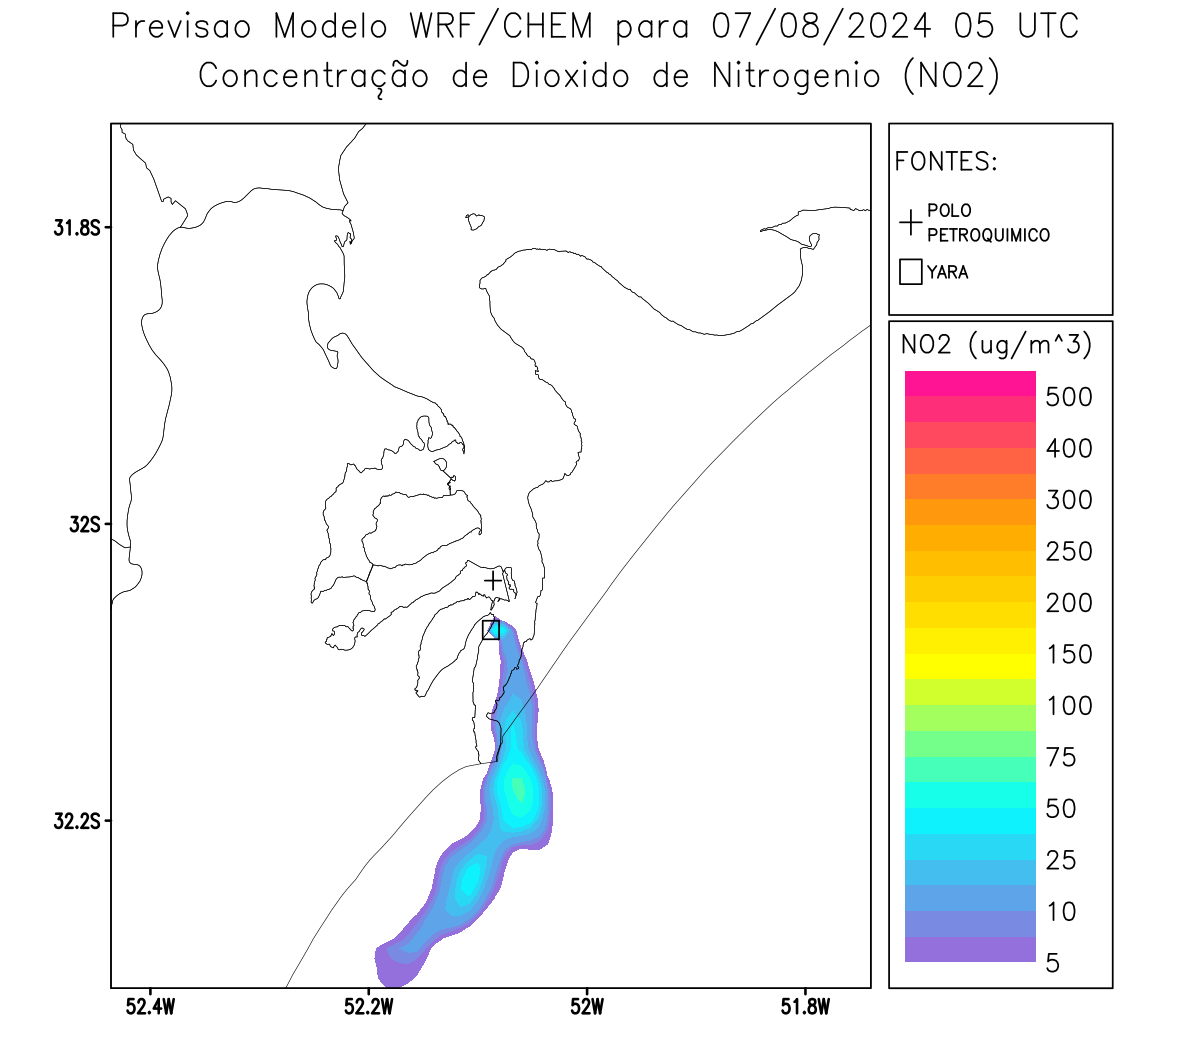 Previsao Modelo WRF/CHEM para 07/08/2024 05 UTC
Concentração de Dioxido de Nitrogenio (NO2)
FONTES:
POLO
PETROQUIMICO
YARA
NO2 (ug/m^3)
500
400
300
250
200
150
100
75
50
25
10
5
31.8S
32S
32.2S
52.4W
52.2W
52W
51.8W